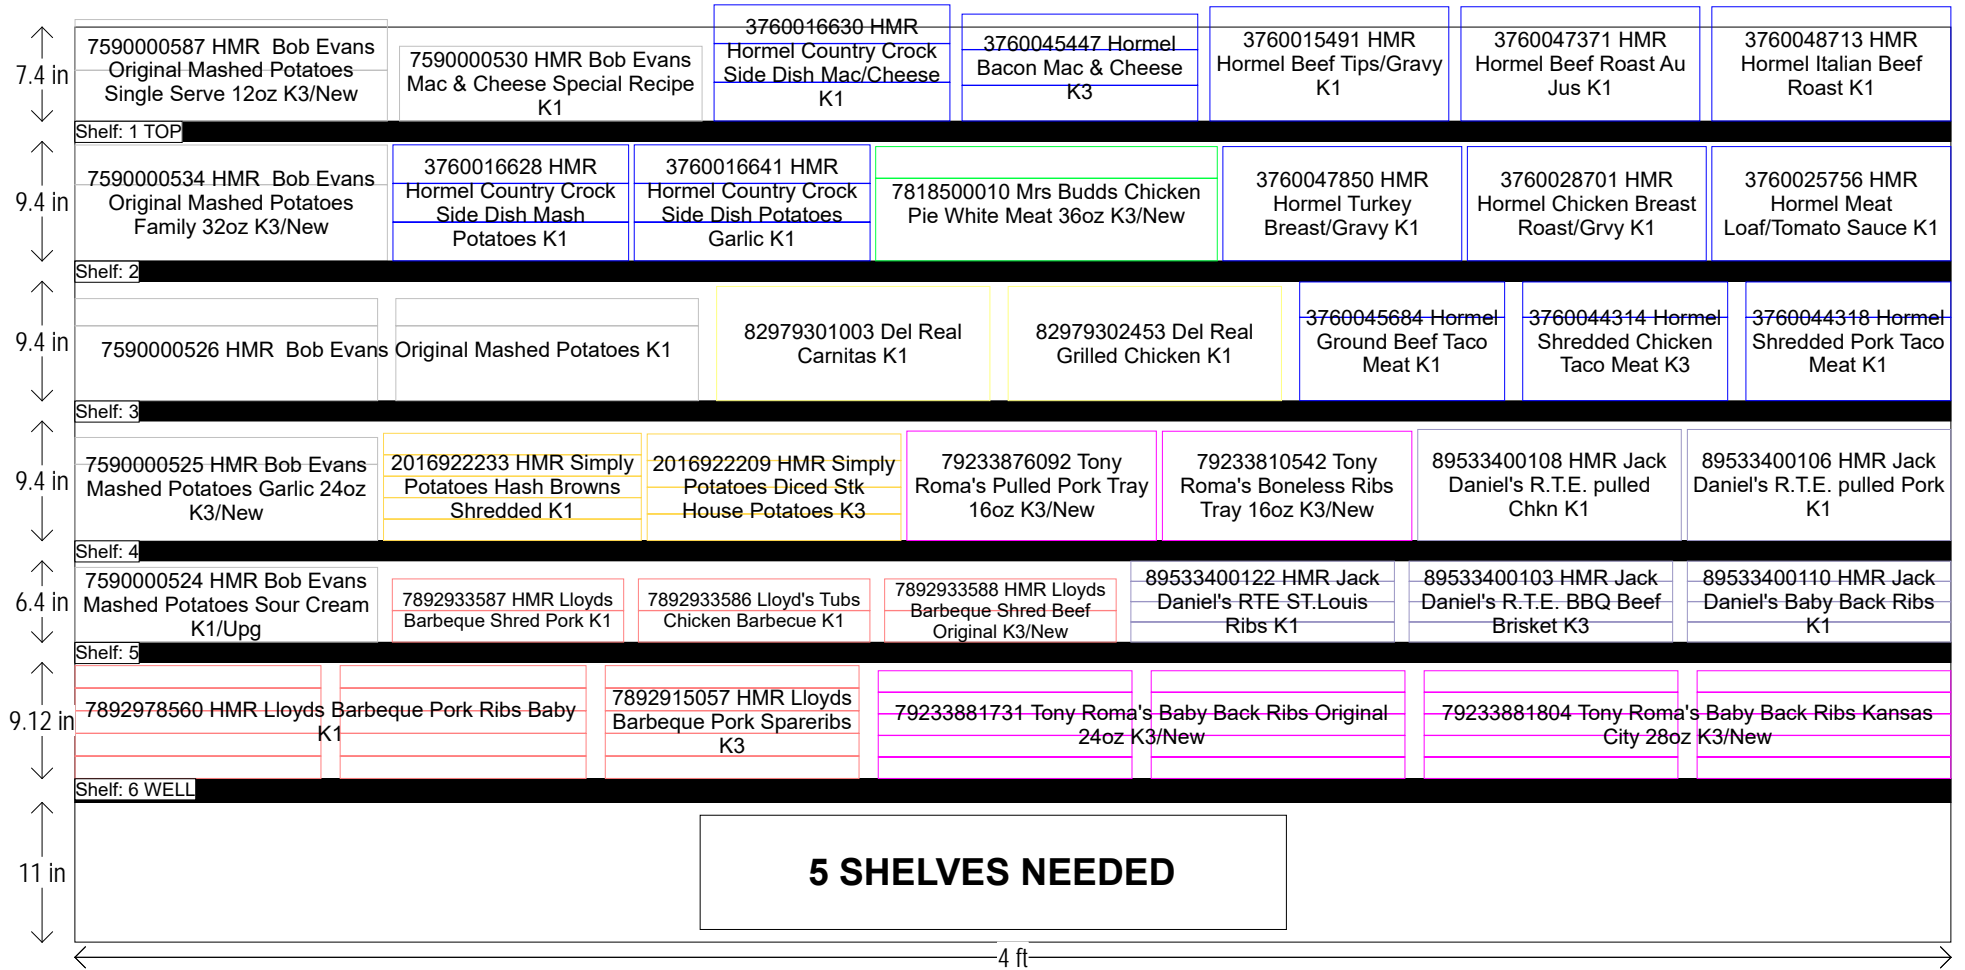 7.4 in
7590000587 HMR  Bob Evans
Original Mashed Potatoes
Single Serve 12oz K3/New
7590000530 HMR Bob Evans
Mac & Cheese Special Recipe
K1
3760016630 HMR
Hormel Country Crock
Side Dish Mac/Cheese
K1
3760045447 Hormel
Bacon Mac & Cheese
K3
3760015491 HMR
Hormel Beef Tips/Gravy
K1
3760047371 HMR
Hormel Beef Roast Au
Jus K1
3760048713 HMR
Hormel Italian Beef
Roast K1
Shelf: 1 TOP
9.4 in
7590000534 HMR  Bob Evans
Original Mashed Potatoes
Family 32oz K3/New
3760016628 HMR
Hormel Country Crock
Side Dish Mash
Potatoes K1
3760016641 HMR
Hormel Country Crock
Side Dish Potatoes
Garlic K1
7818500010 Mrs Budds Chicken
Pie White Meat 36oz K3/New
3760047850 HMR
Hormel Turkey
Breast/Gravy K1
3760028701 HMR
Hormel Chicken Breast
Roast/Grvy K1
3760025756 HMR
Hormel Meat
Loaf/Tomato Sauce K1
Shelf: 2
9.4 in
7590000526 HMR  Bob Evans Original Mashed Potatoes K1
82979301003 Del Real
Carnitas K1
82979302453 Del Real
Grilled Chicken K1
3760045684 Hormel
Ground Beef Taco
Meat K1
3760044314 Hormel
Shredded Chicken
Taco Meat K3
3760044318 Hormel
Shredded Pork Taco
Meat K1
Shelf: 3
9.4 in
7590000525 HMR Bob Evans
Mashed Potatoes Garlic 24oz
K3/New
2016922233 HMR Simply
Potatoes Hash Browns
Shredded K1
2016922209 HMR Simply
Potatoes Diced Stk
House Potatoes K3
79233876092 Tony
Roma's Pulled Pork Tray
16oz K3/New
79233810542 Tony
Roma's Boneless Ribs
Tray 16oz K3/New
89533400108 HMR Jack
Daniel's R.T.E. pulled
Chkn K1
89533400106 HMR Jack
Daniel's R.T.E. pulled Pork
K1
Shelf: 4
6.4 in
7590000524 HMR Bob Evans
Mashed Potatoes Sour Cream
K1/Upg
7892933587 HMR Lloyds
Barbeque Shred Pork K1
7892933586 Lloyd's Tubs
Chicken Barbecue K1
7892933588 HMR Lloyds
Barbeque Shred Beef
Original K3/New
89533400122 HMR Jack
Daniel's RTE ST.Louis
Ribs K1
89533400103 HMR Jack
Daniel's R.T.E. BBQ Beef
Brisket K3
89533400110 HMR Jack
Daniel's Baby Back Ribs
K1
Shelf: 5
9.12 in
7892978560 HMR Lloyds Barbeque Pork Ribs Baby
K1
7892915057 HMR Lloyds
Barbeque Pork Spareribs
K3
79233881731 Tony Roma's Baby Back Ribs Original
24oz K3/New
79233881804 Tony Roma's Baby Back Ribs Kansas
City 28oz K3/New
Shelf: 6 WELL
11 in
5 SHELVES NEEDED
4 ft